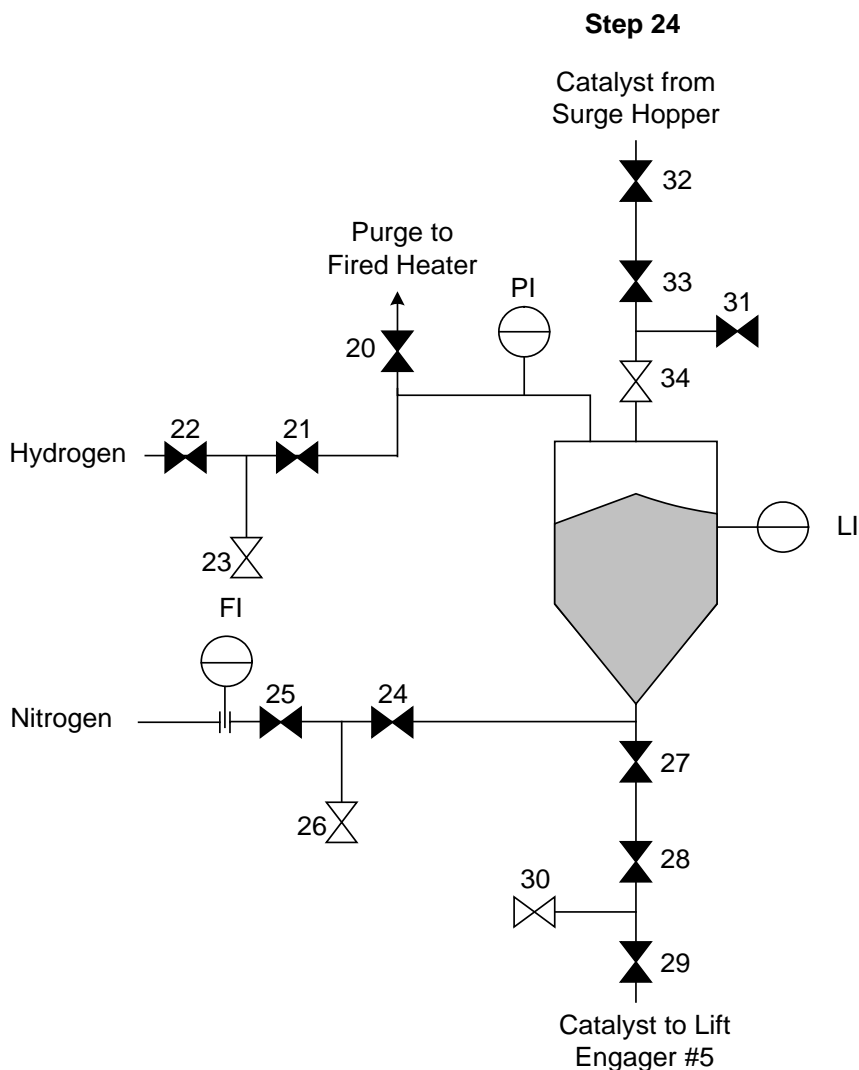 Step 24
Catalyst from
Surge Hopper
32
Purge to
Fired Heater
PI
33
31
20
34
22
21
Hydrogen
LI
23
FI
25
24
Nitrogen
27
26
28
30
29
Catalyst to Lift
Engager #5